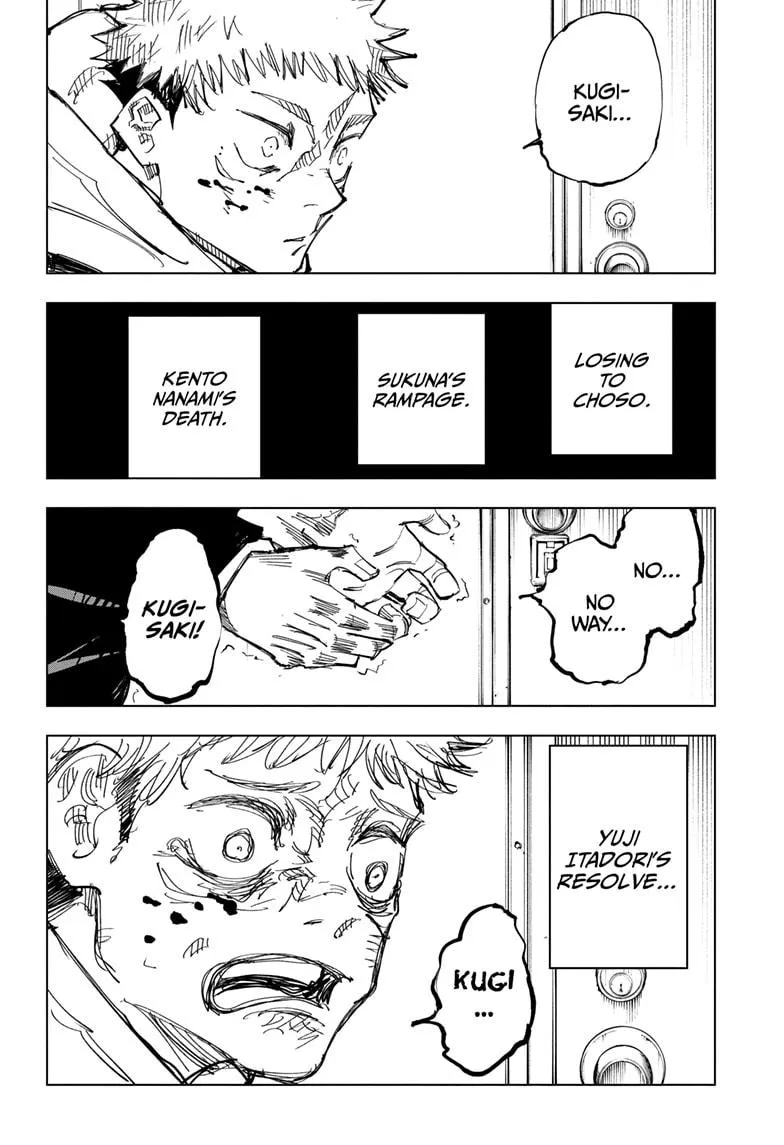 KUGI-
SAKI...
LOSING
TO
CHOSO.
SUKUNA'S
RAMPAGE.
KENTO
NANAMI'S
DEATH.
NO...
NO
WAY...
KUGI-
SAKI!
YUJI
ITADORI'S
RESOLVE...
KUGI
...